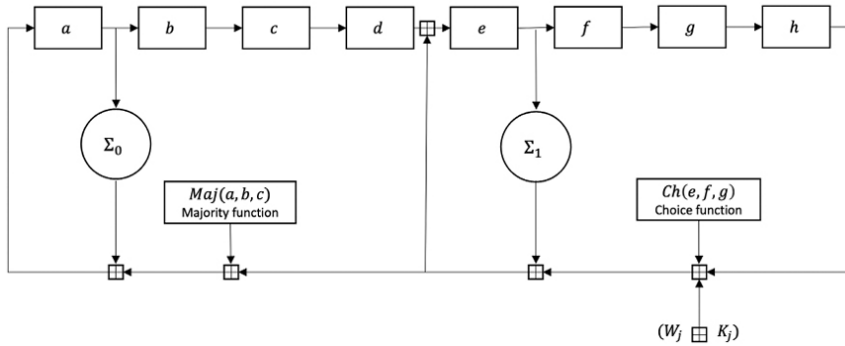 a b c d e f g h
Σ₀ Σ₁
Maj(a, b, c)
Majority function
Ch(e, f, g)
Choice function
(Wⱼ ⊞ Kⱼ)